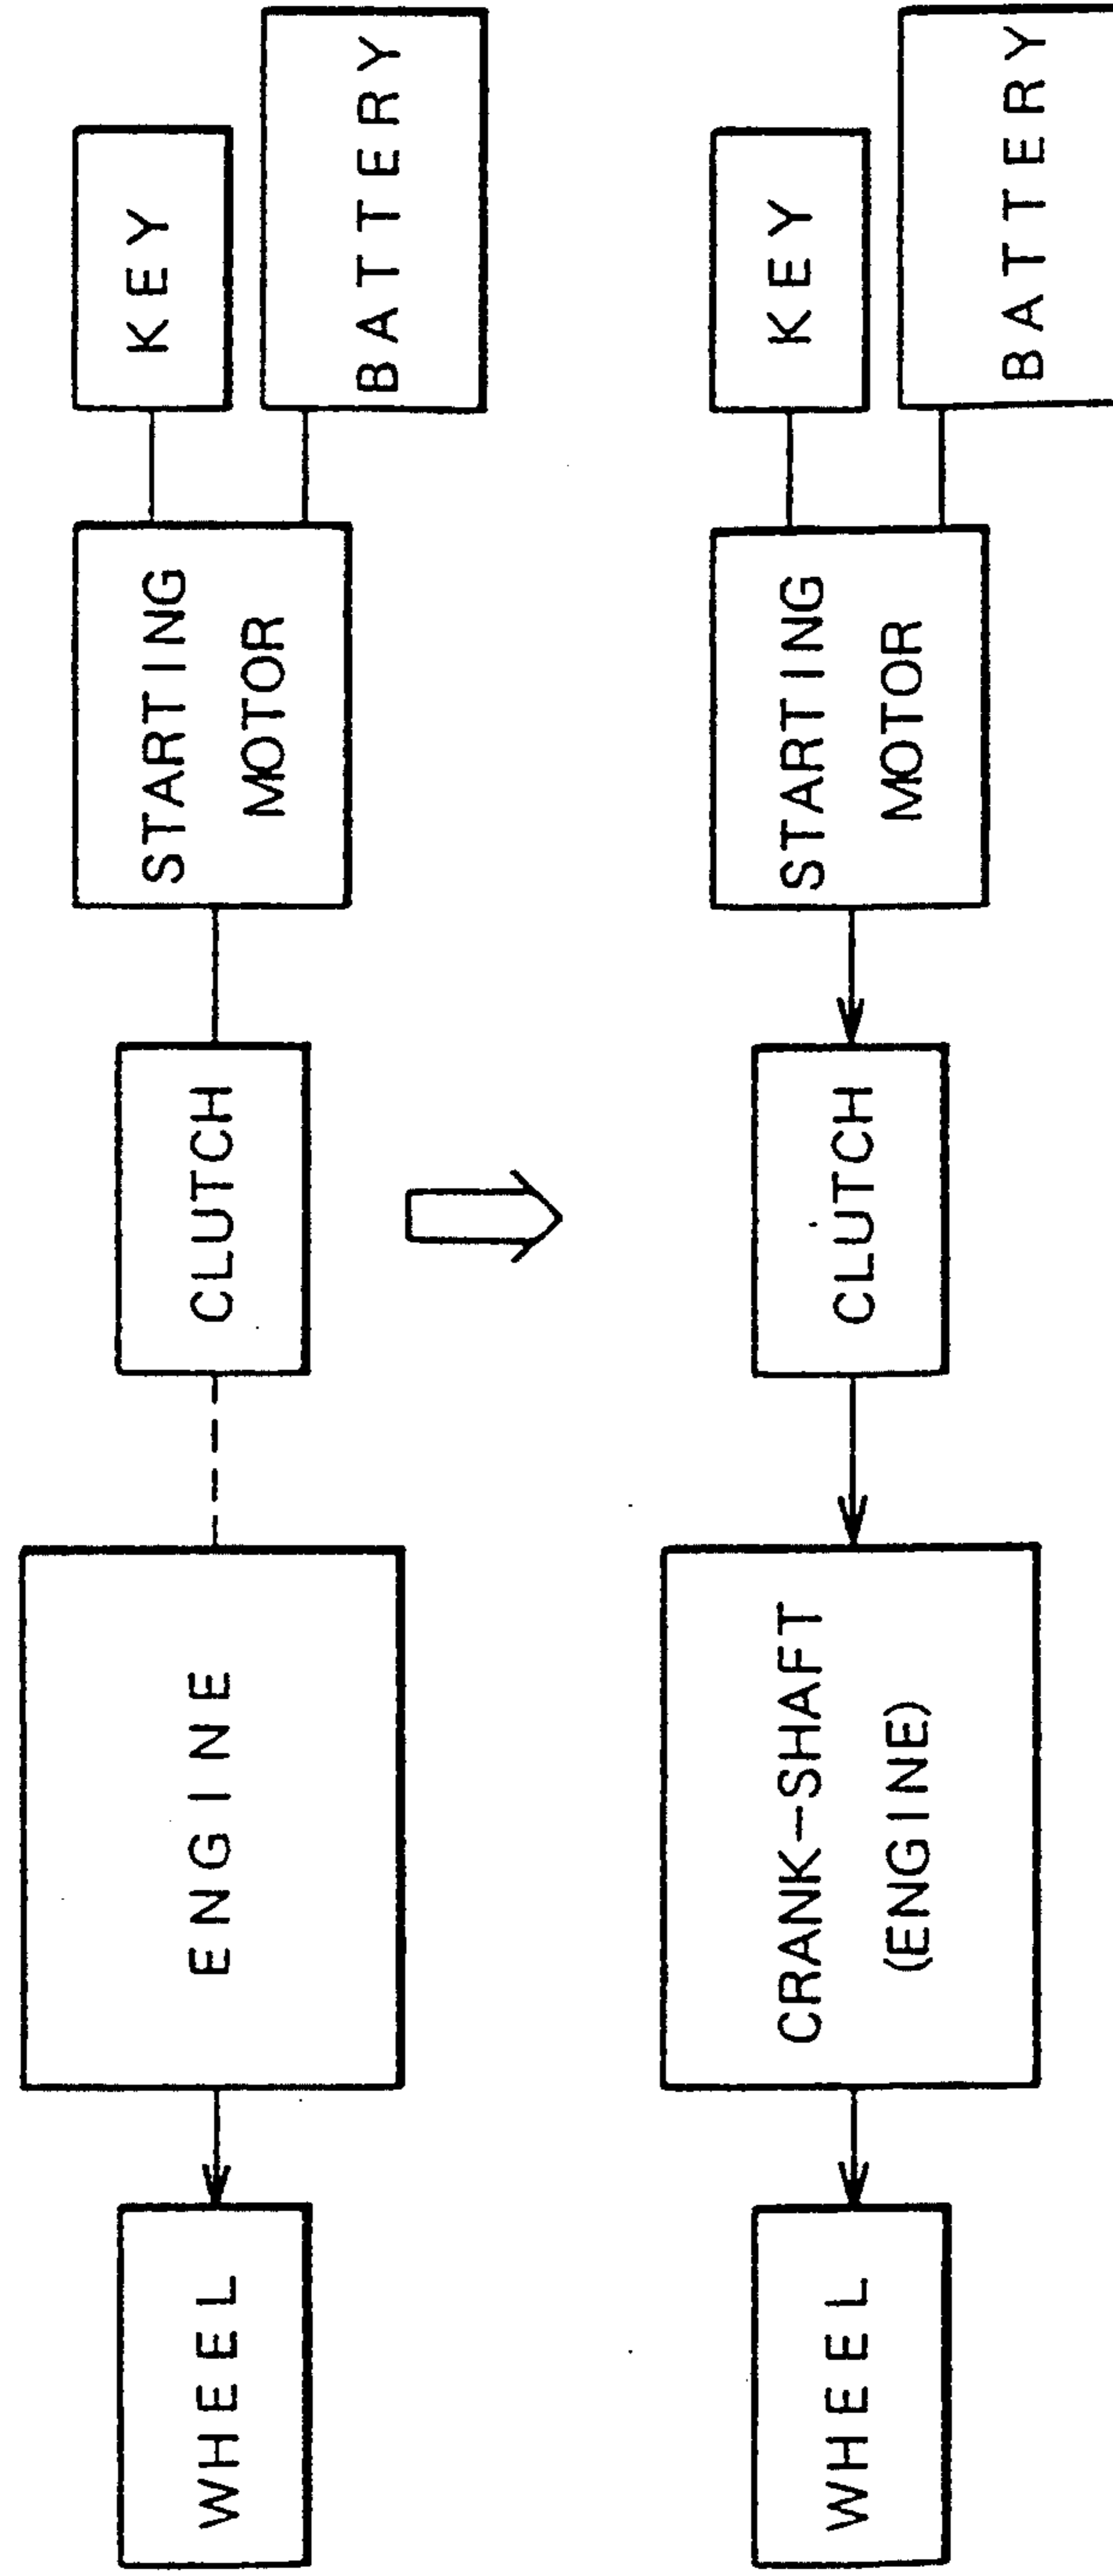 WHEEL
ENGINE
CLUTCH
STARTING
MOTOR
KEY
BATTERY
WHEEL
CRANK-SHAFT
(ENGINE)
CLUTCH
STARTING
MOTOR
KEY
BATTERY